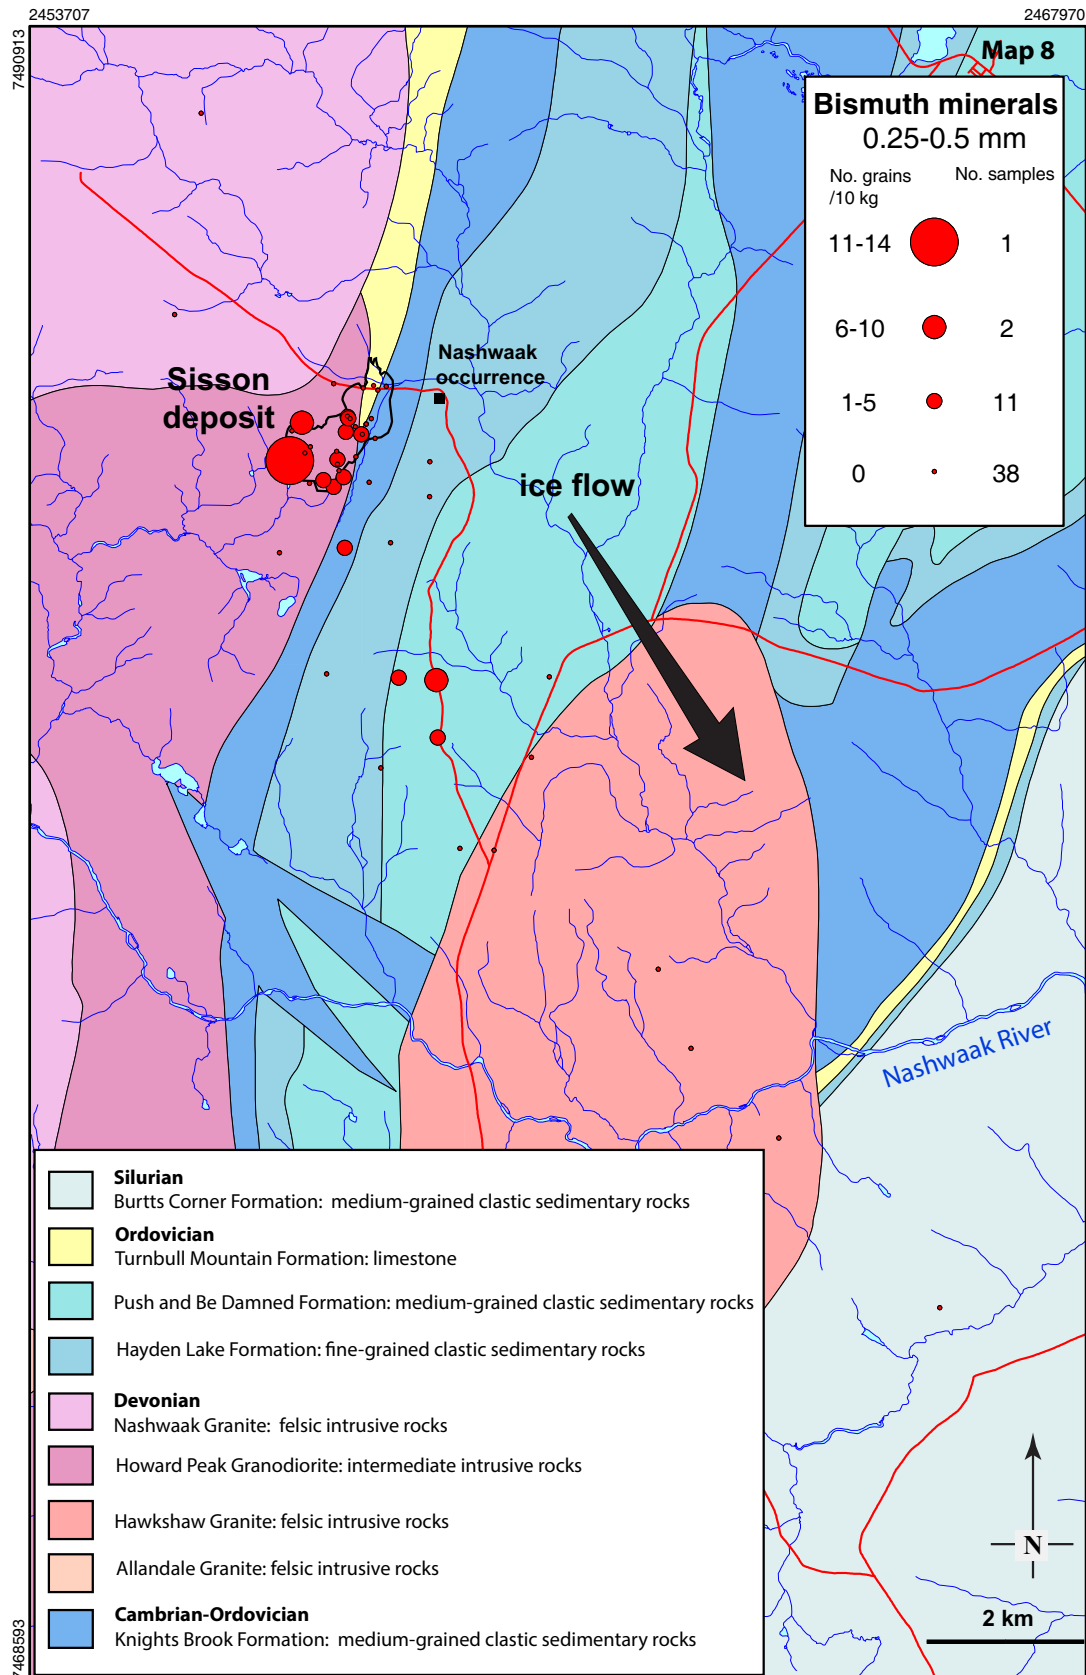 2453707
2467970
7490913
Map 8
Bismuth minerals
0.25-0.5 mm
No. grains
/10 kg
No. samples
11-14
1
6-10
2
1-5
11
0
38
Nashwaak
occurrence
Sisson
deposit
ice flow
Nashwaak River
Silurian
Burtts Corner Formation: medium-grained clastic sedimentary rocks
Ordovician
Turnbull Mountain Formation: limestone
Push and Be Damned Formation: medium-grained clastic sedimentary rocks
Hayden Lake Formation: fine-grained clastic sedimentary rocks
Devonian
Nashwaak Granite: felsic intrusive rocks
Howard Peak Granodiorite: intermediate intrusive rocks
Hawkshaw Granite: felsic intrusive rocks
Allandale Granite: felsic intrusive rocks
Cambrian-Ordovician
Knights Brook Formation: medium-grained clastic sedimentary rocks
N
2 km
7468593